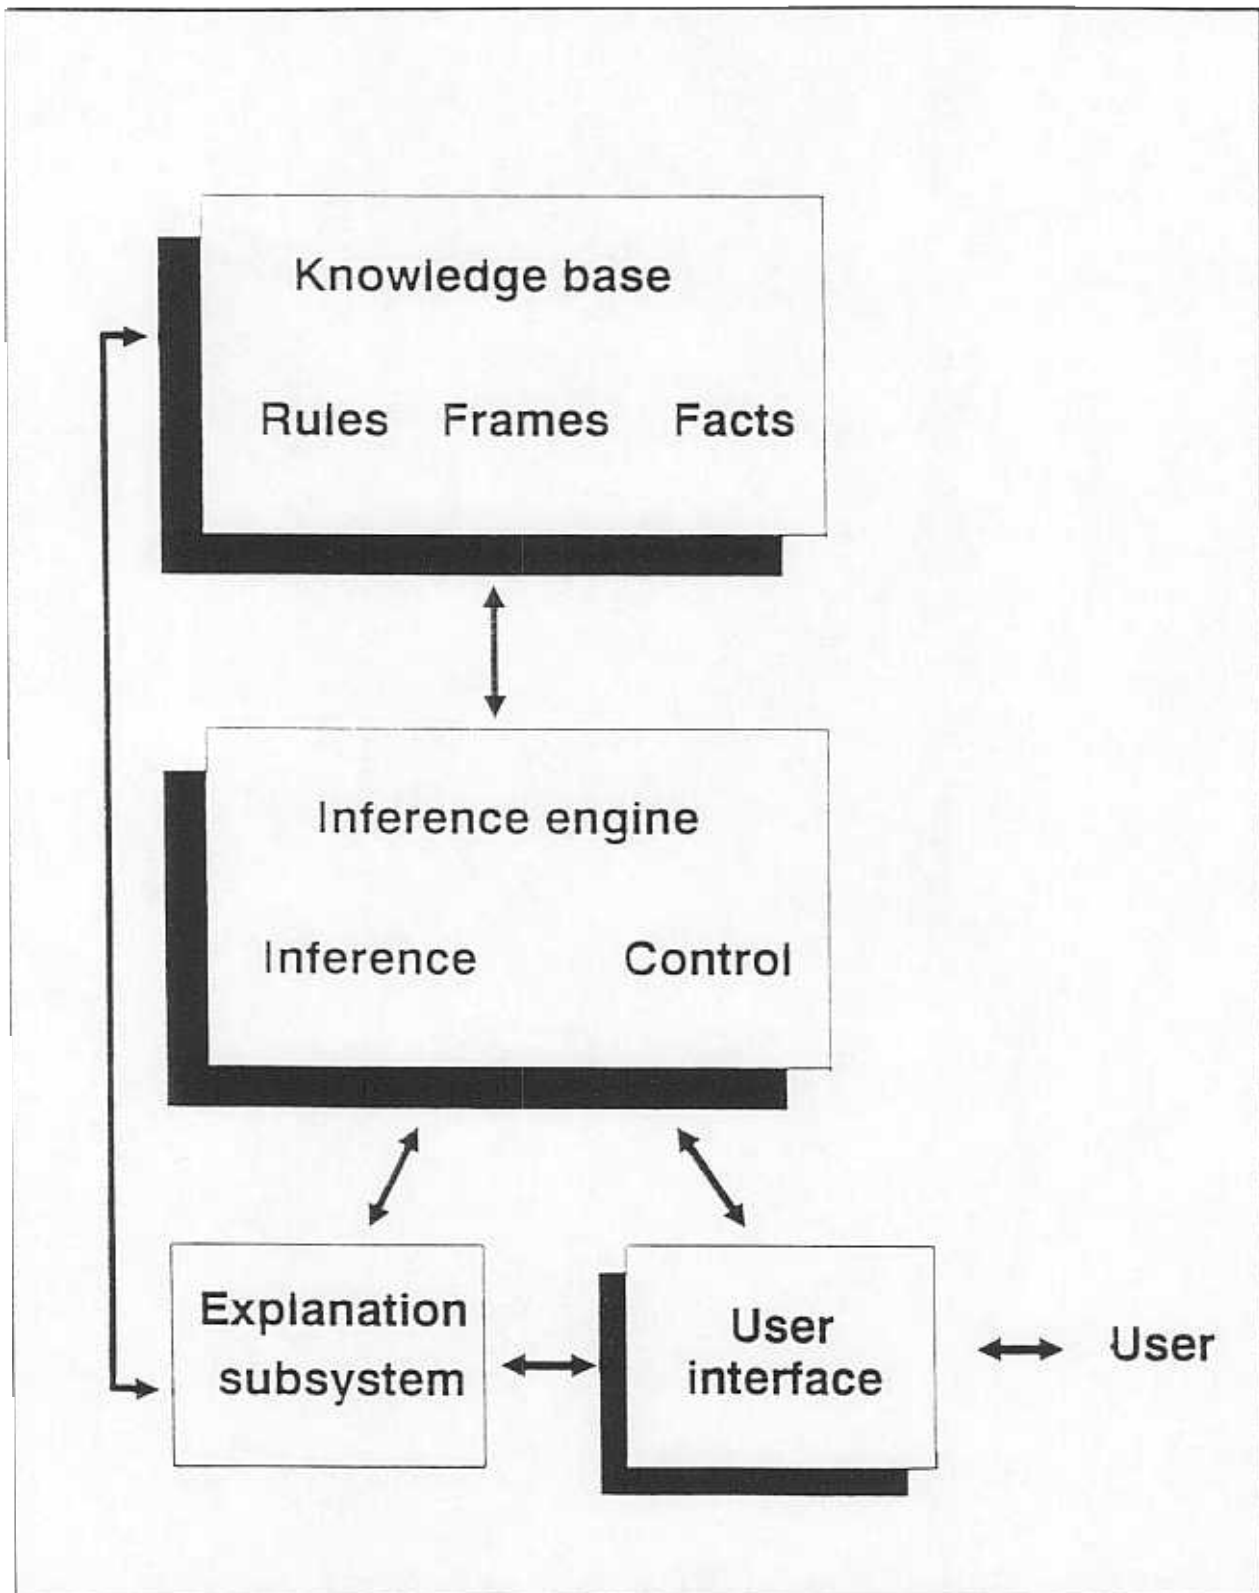 Knowledge base
Rules Frames Facts
Inference engine
Inference Control
Explanation
subsystem
User
interface
User